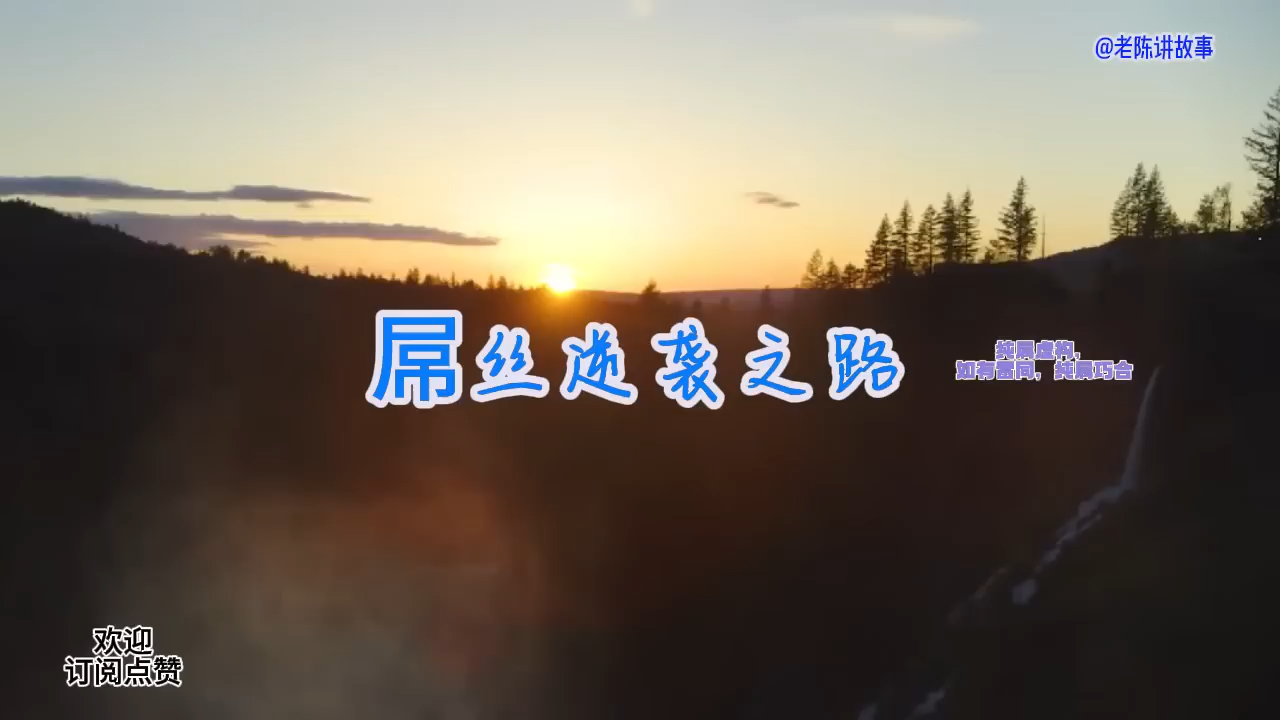 @老陈讲故事
屌丝逆袭之路
纯属虚构,
如有雷同，纯属巧合
欢迎
订阅点赞